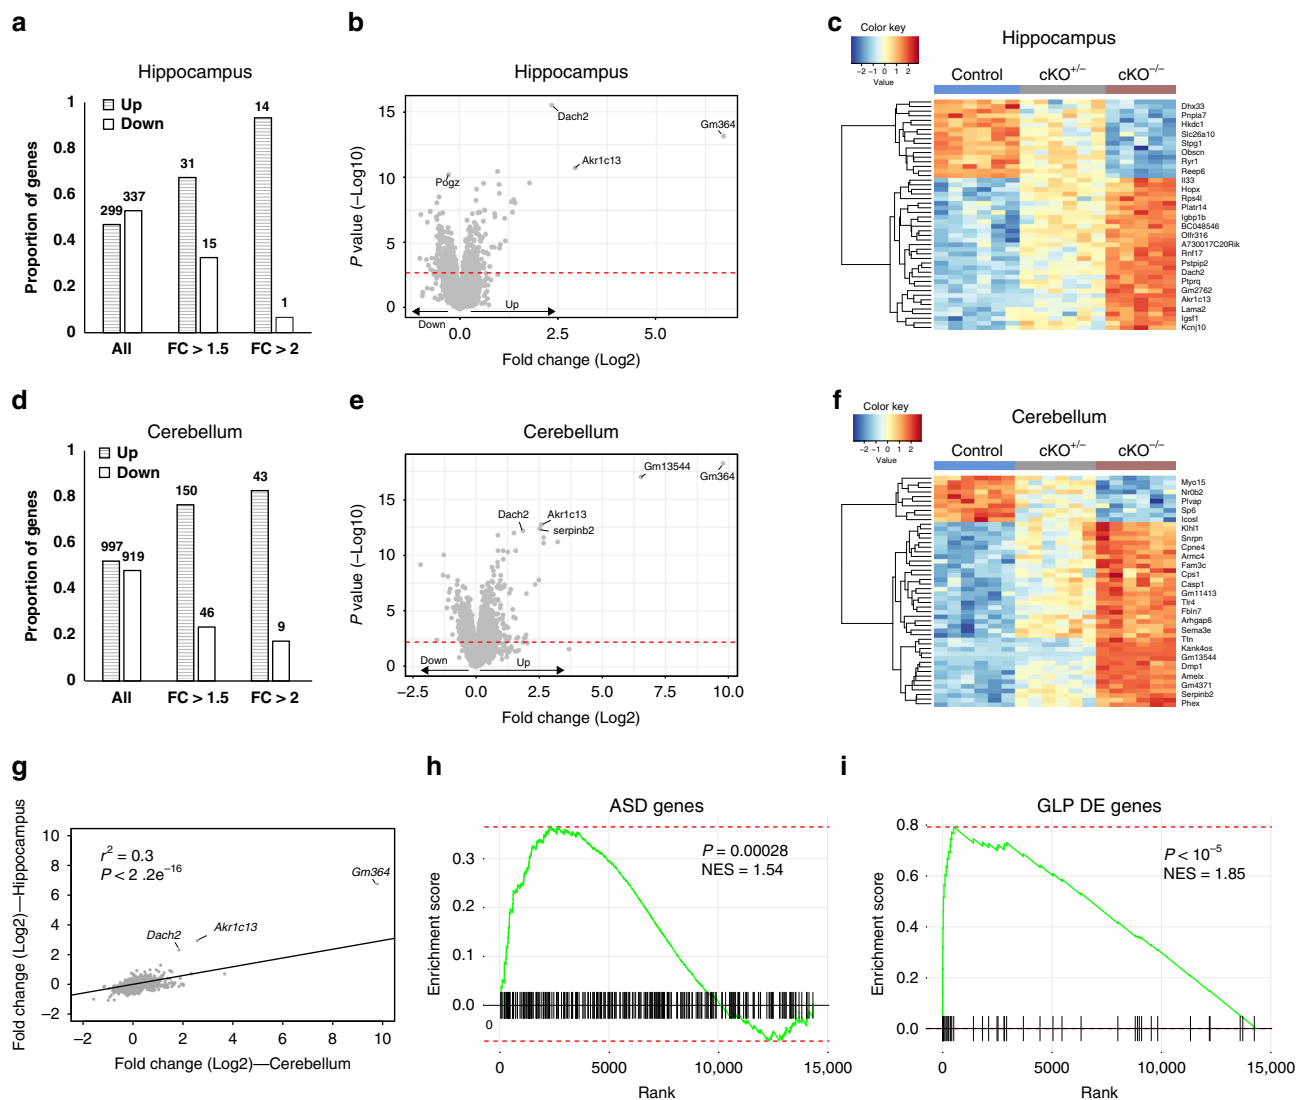 a
Hippocampus
Up
Down
Proportion of genes
1
0.8
0.6
0.4
0.2
0
299
337
31
15
14
1
All
FC > 1.5
FC > 2
b
Hippocampus
P value (–Log10)
15
10
5
0
Dach2
Gm364
Akr1c13
Pogz
Up
Down
0.0
2.5
5.0
Fold change (Log2)
c
Color key
–2 –1 0 1 2
Value
Hippocampus
Control
cKO+/–
cKO–/–
Dhx33
Pnpla7
Hkdc1
Slc26a10
Stpg1
Obscn
Ryr1
Reep6
Il33
Hopx
Rps4l
Platr14
Igbp1b
BC048546
Olfr316
A730017C20Rik
Rnf17
Pstpip2
Dach2
Ptprq
Gm2762
Akr1c13
Lama2
Igsf1
Kcnj10
d
Cerebellum
Up
Down
Proportion of genes
1
0.8
0.6
0.4
0.2
0
997
919
150
46
43
9
All
FC > 1.5
FC > 2
e
Cerebellum
P value (–Log10)
15
10
5
0
Gm13544
Gm364
Dach2
Akr1c13
serpinb2
Down
Up
–2.5
0.0
2.5
5.0
7.5
10.0
Fold change (Log2)
f
Color key
–2 –1 0 1 2
Value
Cerebellum
Control
cKO+/–
cKO–/–
Myo15
Nr0b2
Plvap
Sp6
Icosl
Klhl1
Snrpn
Cpne4
Armc4
Fam3c
Cps1
Casp1
Gm11413
Tlr4
Fbln7
Arhgap6
Sema3e
Ttn
Kank4os
Gm13544
Dmp1
Amelx
Gm4371
Serpinb2
Phex
g
Fold change (Log2)—Hippocampus
10
8
6
4
2
0
–2
r2 = 0.3
P < 2 .2e–16
Gm364
Dach2
Akr1c13
–2
0
2
4
6
8
10
Fold change (Log2)—Cerebellum
h
ASD genes
P = 0.00028
NES = 1.54
Enrichment score
0.3
0.2
0.1
0.0
0
0
5000
10,000
15,000
Rank
i
GLP DE genes
P < 10–5
NES = 1.85
Enrichment score
0.8
0.6
0.4
0.2
0.0
0
5000
10,000
15,000
Rank